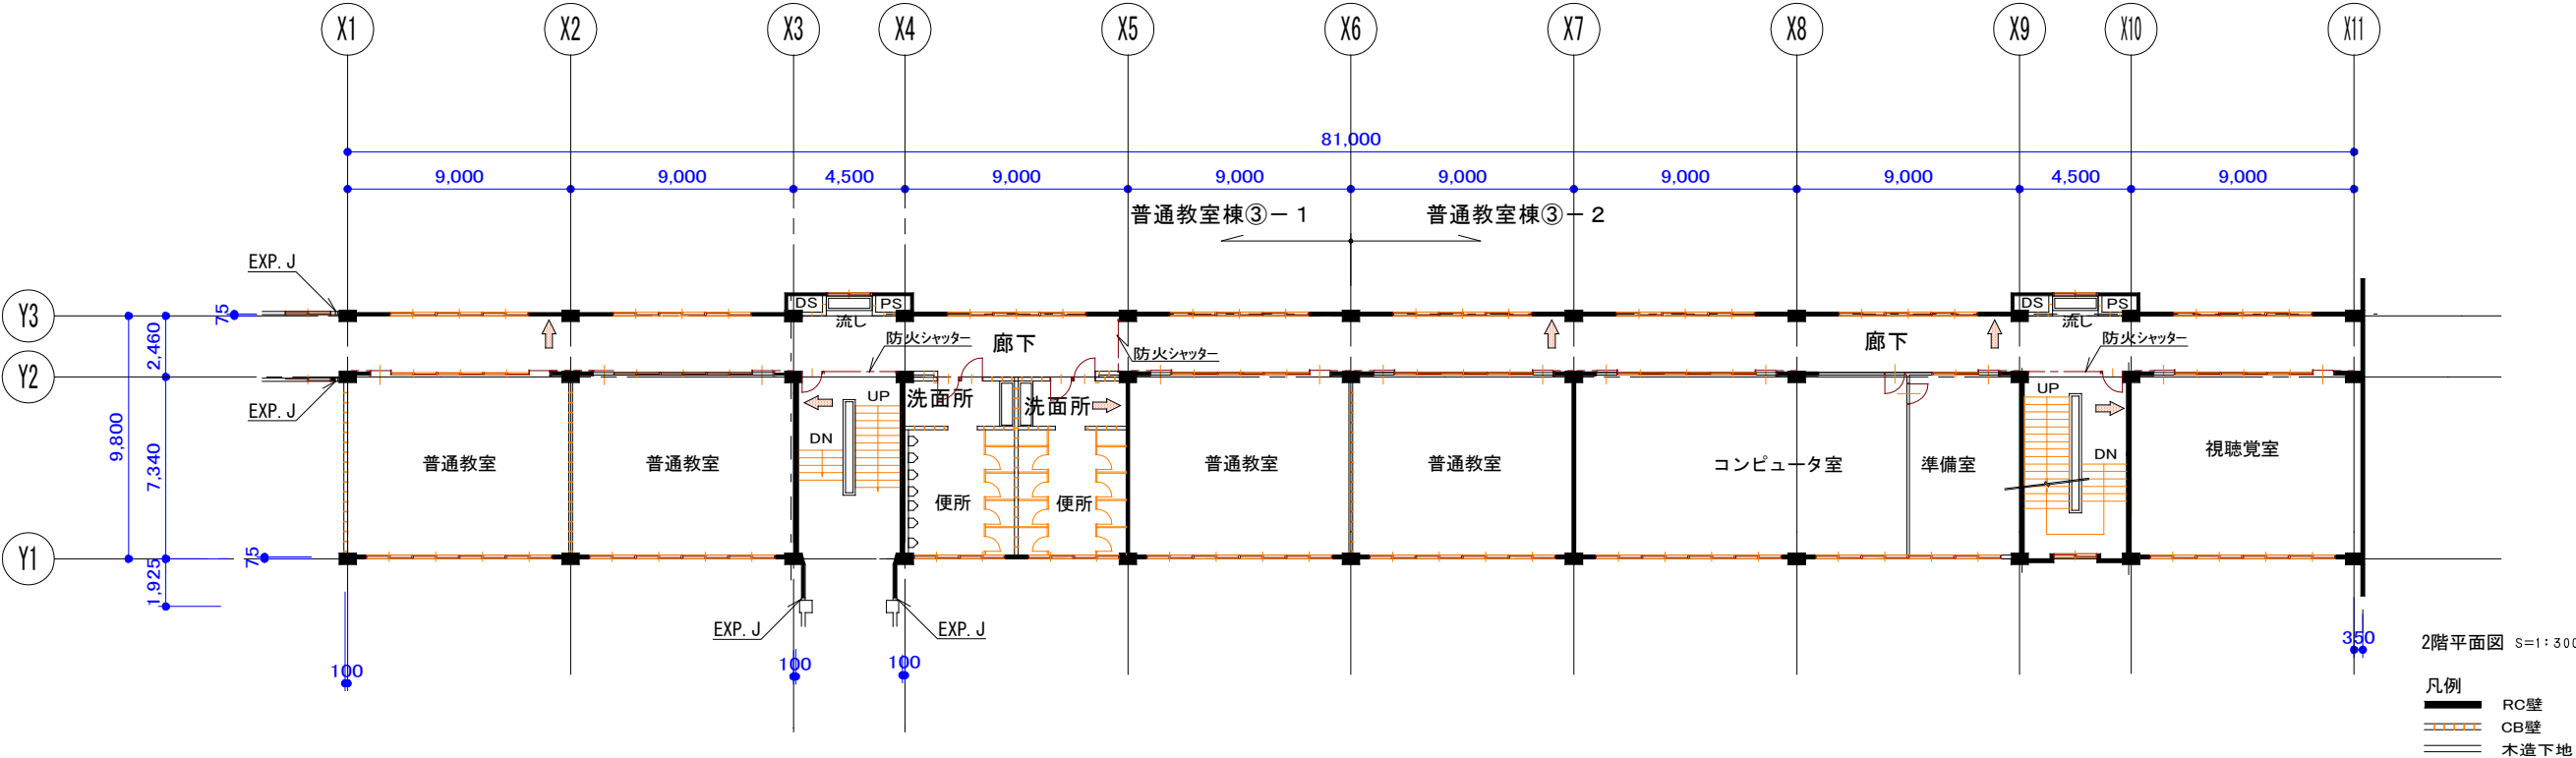 X1 X2 X3 X4 X5 X6 X7 X8 X9 X10 X11
81,000
9,000 9,000 4,500 9,000 9,000 9,000 9,000 9,000 4,500 9,000
普通教室棟③－1 普通教室棟③－2
EXP. J
Y3
75
DS PS
流し
DS PS
流し
2,460
防火シャッター
廊下
防火シャッター
廊下
防火シャッター
Y2
EXP. J
9,800
7,340
UP
DN
洗面所
洗面所
UP
DN
普通教室
普通教室
便所
便所
普通教室
普通教室
コンピュータ室
準備室
視聴覚室
Y1
75
1,925
EXP. J
EXP. J
100
100
100
350
2階平面図 S=1:300
凡例
RC壁
CB壁
木造下地